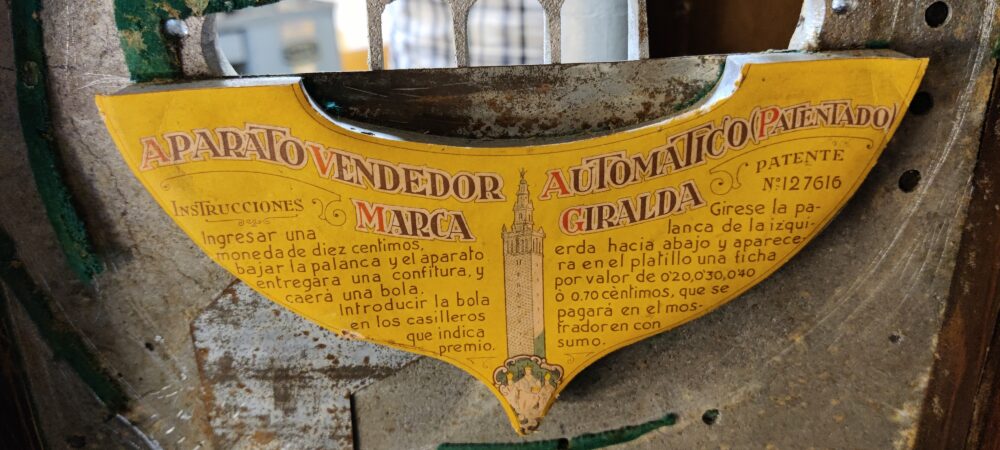 APARATO VENDEDOR AUTOMÁTICO (PATENTADO)
MARCA GIRALDA
PATENTE
Nº 127616
INSTRUCCIONES
Ingresar una
moneda de diez centimos,
bajar la palanca y el aparato
entregará una confitura, y
caerá una bola.
Introducir la bola
en los casilleros
que indica
premio.
Girese la pa-
lanca de la izqui-
erda hacia abajo y aparece-
ra en el platillo una ficha
por valor de 0'20, 0'30, 0'40
ò 0.70 cèntimos, que se
pagará en el mos-
trador en con
sumo.